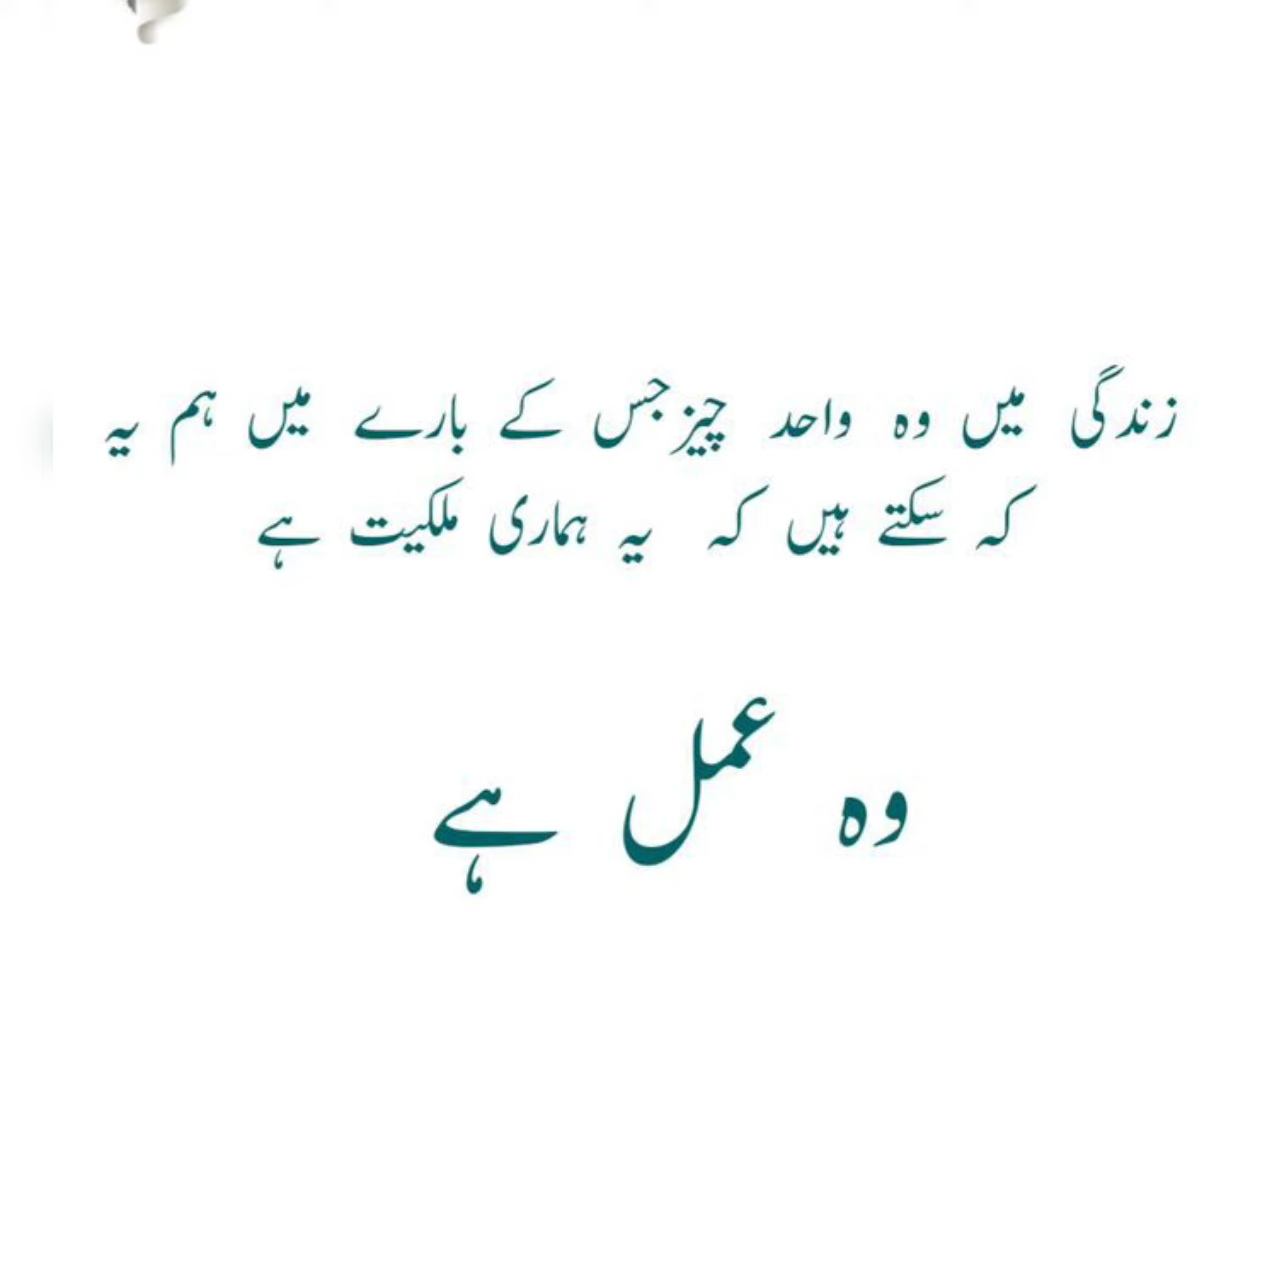 زندگی میں وہ واحد چیز جس کے بارے میں ہم یہ
کہ سکتے ہیں کہ یہ ہماری ملکیت ہے
وہ عمل ہے